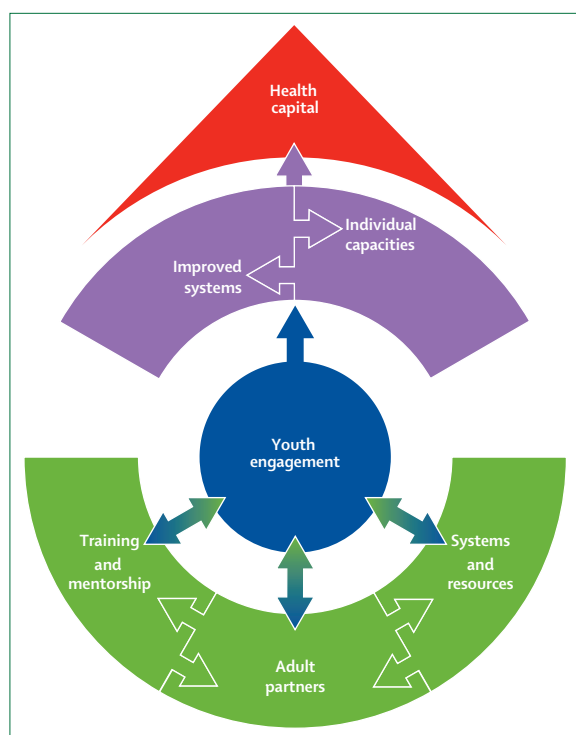 Health
capital
Individual
capacities
Improved
systems
Youth
engagement
Training
and
mentorship
Systems
and
resources
Adult
partners